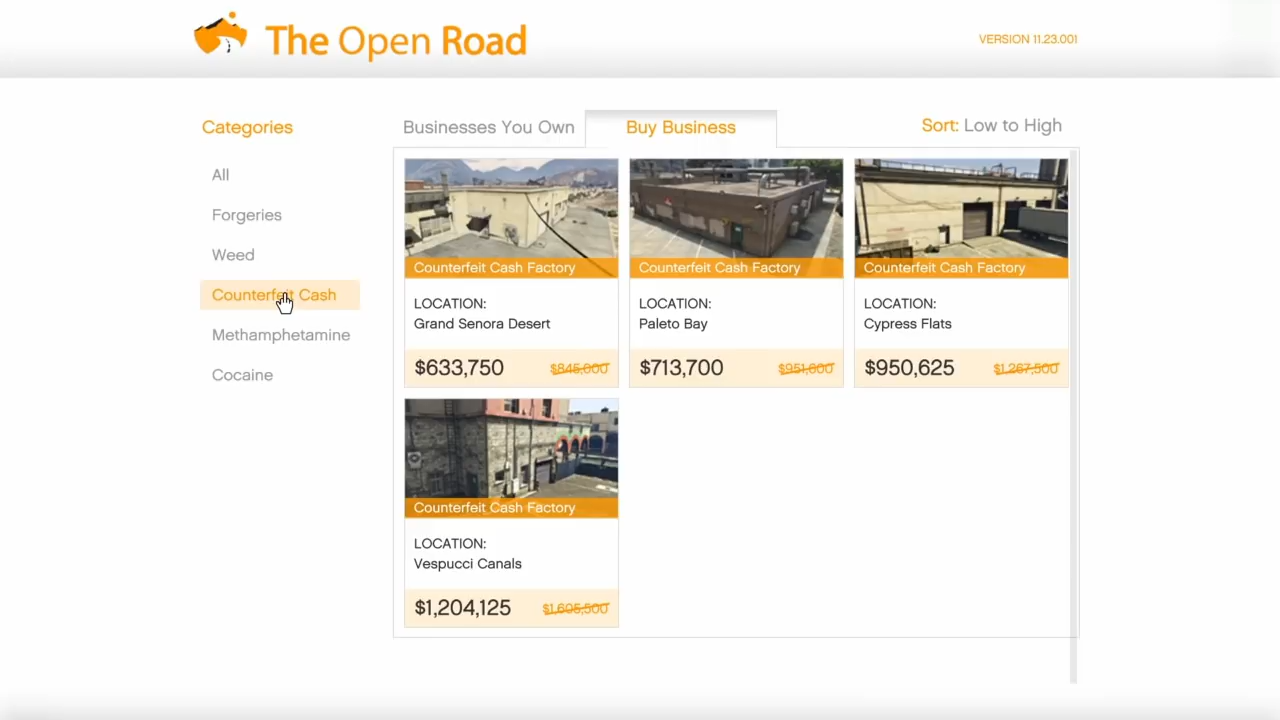 The Open Road
VERSION 11.23.001
Categories
All
Forgeries
Weed
Counterfeit Cash
Methamphetamine
Cocaine
Businesses You Own
Buy Business
Sort: Low to High
Counterfeit Cash Factory
LOCATION:
Grand Senora Desert
$633,750 $845,000
Counterfeit Cash Factory
LOCATION:
Paleto Bay
$713,700 $951,600
Counterfeit Cash Factory
LOCATION:
Cypress Flats
$950,625 $1,267,500
Counterfeit Cash Factory
LOCATION:
Vespucci Canals
$1,204,125 $1,605,500